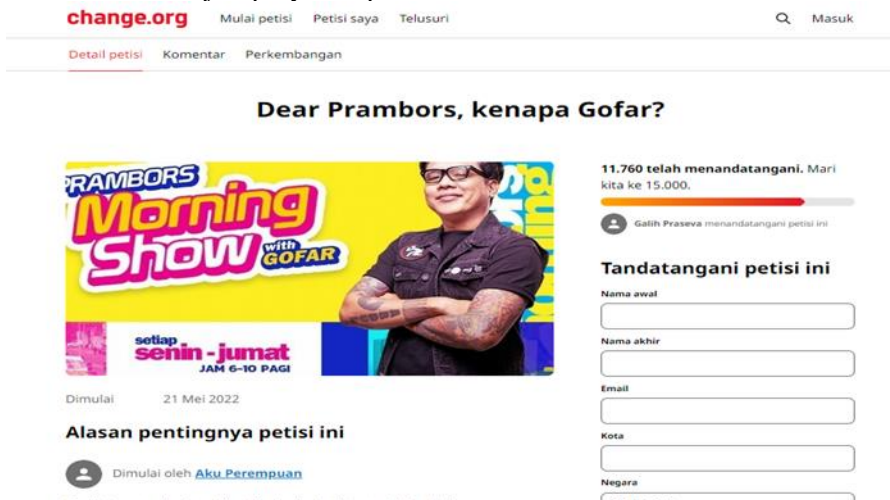 change.org Mulai petisi Petisi saya Telusuri Masuk
Detail petisi Komentar Perkembangan
Dear Prambors, kenapa Gofar?
PRAMBORS
Morning
Show with
GOFAR
setiap
senin - jumat
JAM 6-10 PAGI
Dimulai 21 Mei 2022
Alasan pentingnya petisi ini
Dimulai oleh Aku Perempuan
11.760 telah menandatangani. Mari
kita ke 15.000.
Galih Praseva menandatangani petisi ini
Tandatangani petisi ini
Nama awal
Nama akhir
Email
Kota
Negara